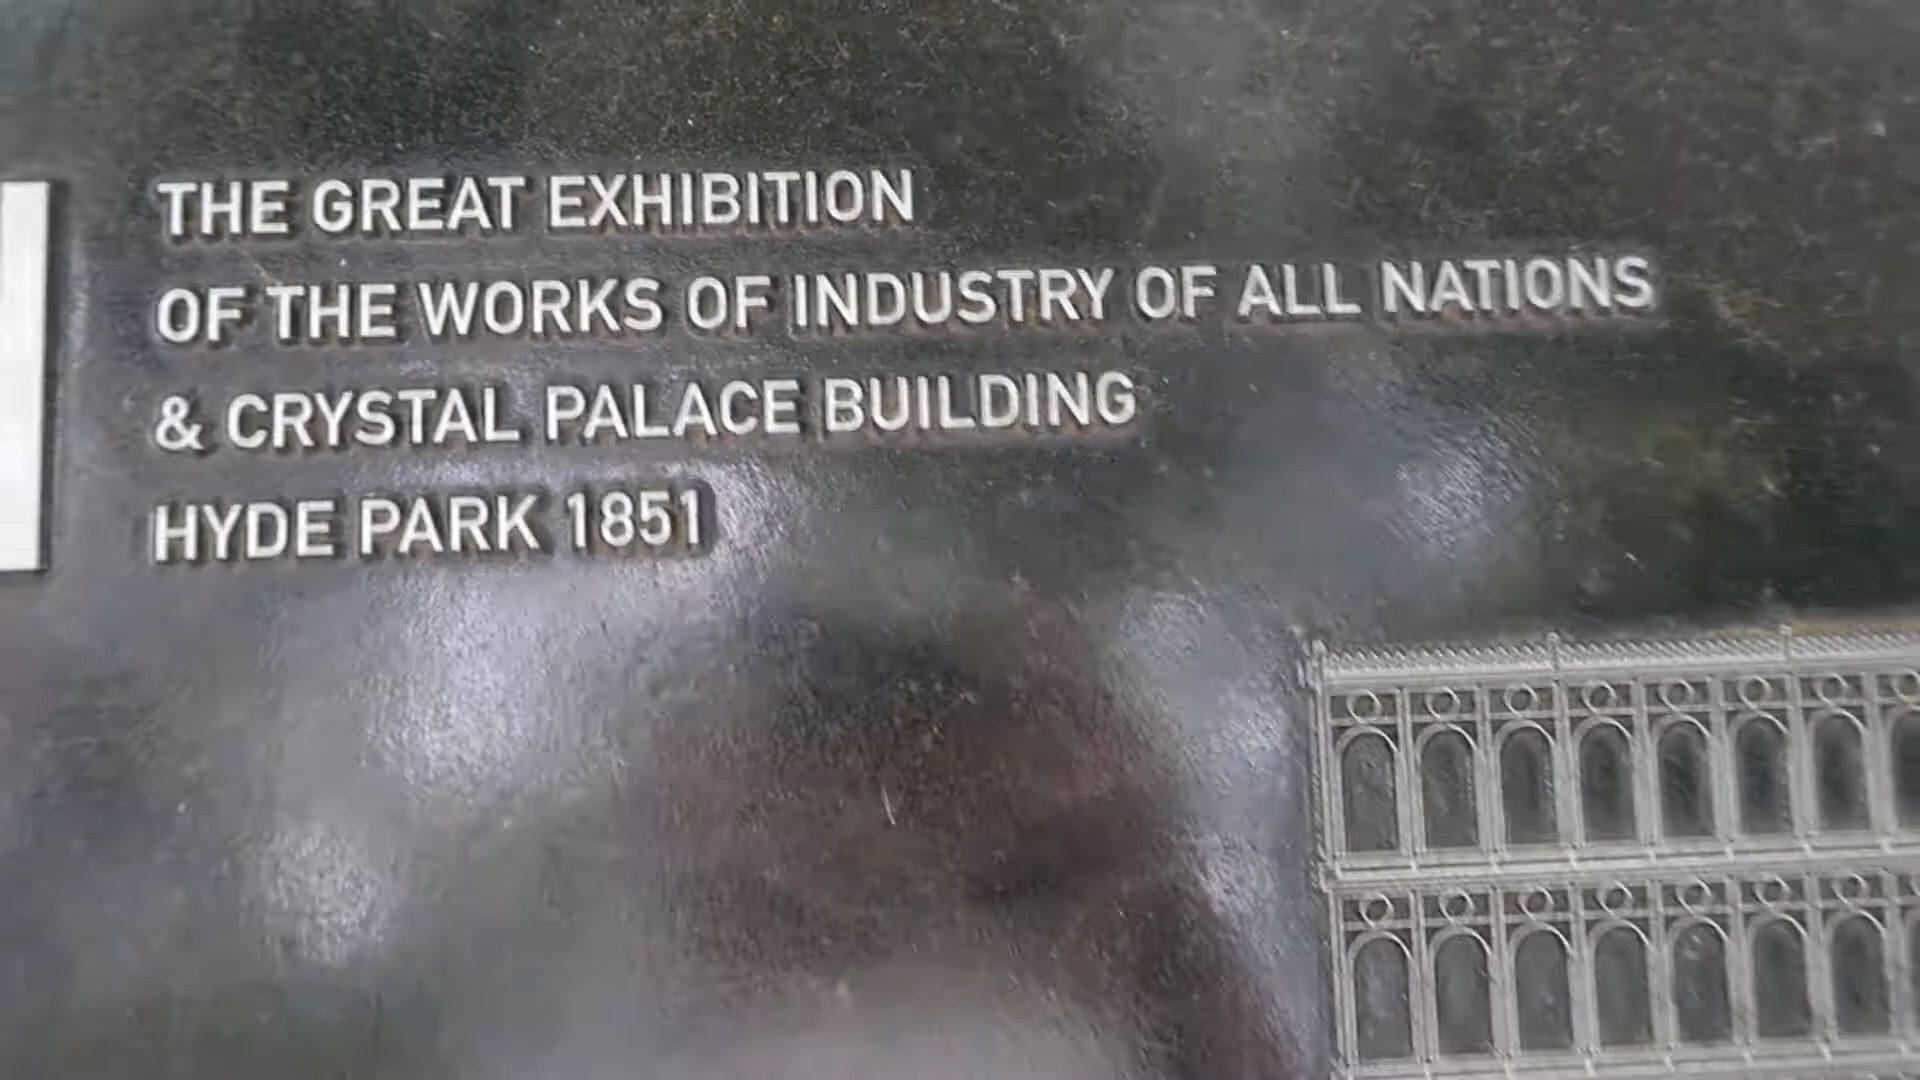 THE GREAT EXHIBITION
OF THE WORKS OF INDUSTRY OF ALL NATIONS
& CRYSTAL PALACE BUILDING
HYDE PARK 1851